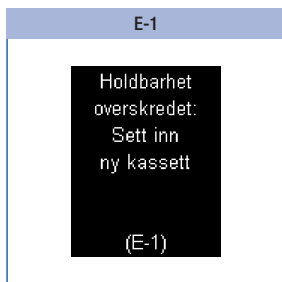 E-1
Holdbarhet
overskredet:
Sett inn
ny kassett
(E-1)